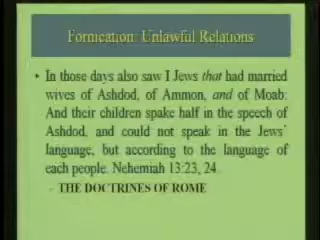 Fornication: Unlawful Relations
• In those days also saw I Jews that had married
wives of Ashdod, of Ammon, and of Moab:
And their children spake half in the speech of
Ashdod, and could not speak in the Jews'
language, but according to the language of
each people. Nehemiah 13:23, 24.
– THE DOCTRINES OF ROME